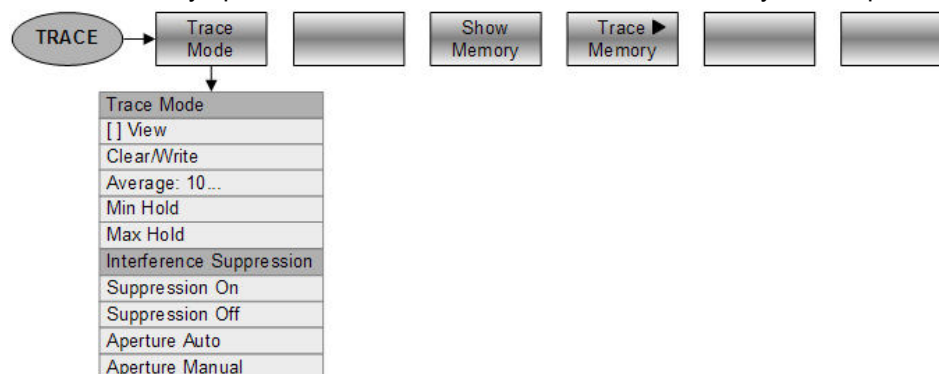 TRACE
Trace
Mode
Show
Memory
Trace ▶
Memory
Trace Mode
[ ] View
Clear/Write
Average: 10...
Min Hold
Max Hold
Interference Suppression
Suppression On
Suppression Off
Aperture Auto
Aperture Manual